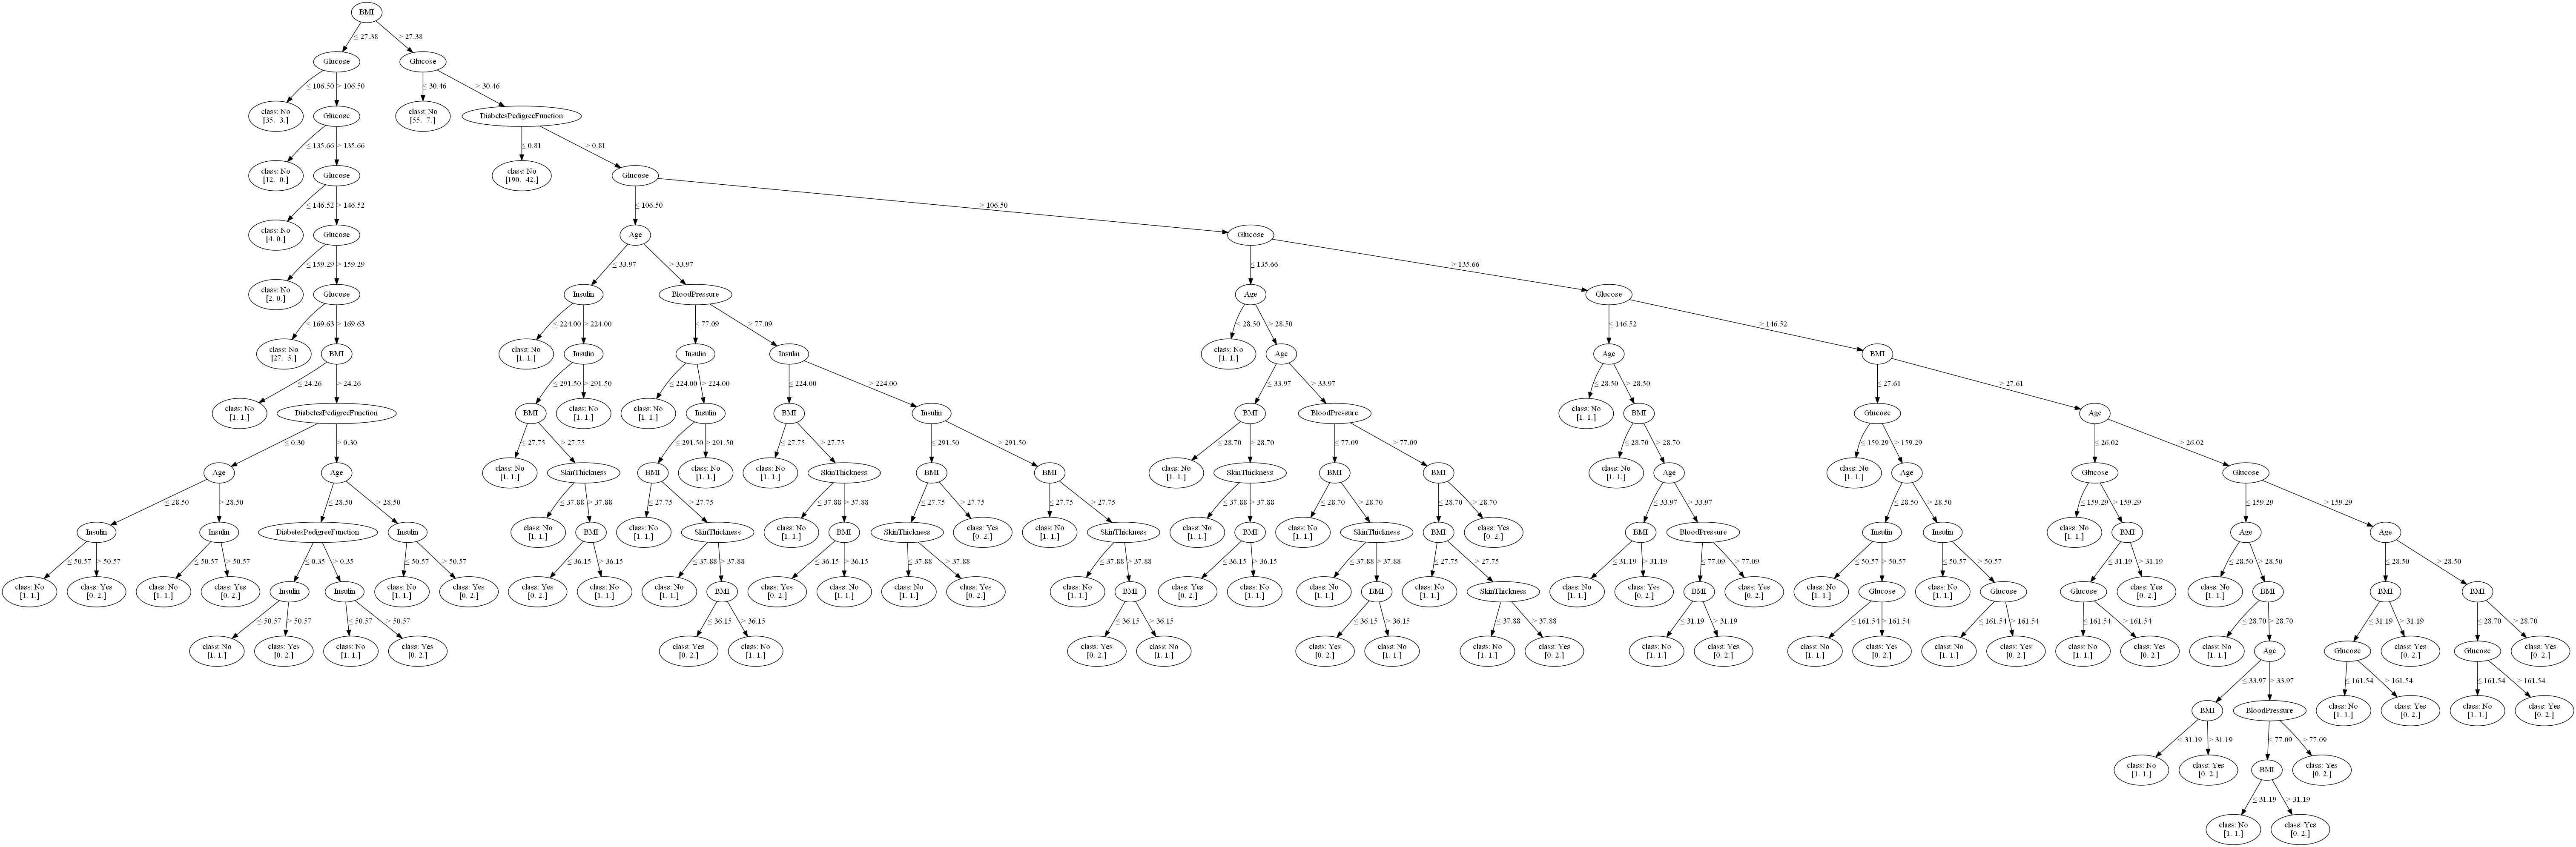 BMI
≤ 27.38 > 27.38
Glucose Glucose
≤ 106.50 > 106.50 ≤ 30.46 > 30.46
class: No Glucose class: No DiabetesPedigreeFunction
[35. 3.] [55. 7.]
≤ 135.66 > 135.66 ≤ 0.81 > 0.81
class: No Glucose class: No Glucose
[12. 0.] [190. 42.]
≤ 146.52 > 146.52 ≤ 106.50 > 106.50
class: No Glucose Age Glucose
[4. 0.]
≤ 159.29 > 159.29 ≤ 33.97 > 33.97 ≤ 135.66 > 135.66
class: No Glucose Insulin BloodPressure Age Glucose
[2. 0.]
≤ 169.63 > 169.63 ≤ 224.00 > 224.00 ≤ 77.09 > 77.09 ≤ 28.50 > 28.50 ≤ 146.52 > 146.52
class: No BMI class: No Insulin Insulin Insulin class: No Age Age BMI
[27. 5.] [1. 1.] [1. 1.]
≤ 24.26 > 24.26 ≤ 291.50 > 291.50 ≤ 224.00 > 224.00 ≤ 224.00 > 224.00 ≤ 33.97 > 33.97 ≤ 28.50 > 28.50 ≤ 27.61 > 27.61
class: No DiabetesPedigreeFunction BMI class: No class: No Insulin BMI Insulin BMI BloodPressure class: No BMI Glucose Age
[1. 1.] [1. 1.] [1. 1.] [1. 1.]
≤ 0.30 > 0.30 ≤ 27.75 > 27.75 ≤ 291.50 > 291.50 ≤ 27.75 > 27.75 ≤ 291.50 > 291.50 ≤ 28.70 > 28.70 ≤ 77.09 > 77.09 ≤ 28.70 > 28.70 ≤ 159.29 > 159.29 ≤ 26.02 > 26.02
Age Age class: No SkinThickness BMI class: No class: No SkinThickness BMI BMI class: No SkinThickness BMI BMI class: No Age class: No Age Glucose Glucose
[1. 1.] [1. 1.] [1. 1.] [1. 1.] [1. 1.] [1. 1.]
≤ 28.50 > 28.50 ≤ 28.50 > 28.50 ≤ 37.88 > 37.88 ≤ 27.75 > 27.75 ≤ 37.88 > 37.88 ≤ 27.75 > 27.75 ≤ 27.75 > 27.75 ≤ 37.88 > 37.88 ≤ 28.70 > 28.70 ≤ 28.70 > 28.70 ≤ 33.97 > 33.97 ≤ 28.50 > 28.50 ≤ 159.29 > 159.29 ≤ 159.29 > 159.29
Insulin Insulin DiabetesPedigreeFunction Insulin class: No BMI class: No SkinThickness class: No BMI SkinThickness class: Yes class: No SkinThickness class: No BMI class: No SkinThickness BMI class: Yes BMI BloodPressure Insulin Insulin class: No BMI Age Age
[1. 1.] [1. 1.] [1. 1.] [0. 2.] [1. 1.] [1. 1.] [1. 1.] [0. 2.] [1. 1.]
≤ 50.57 > 50.57 ≤ 50.57 > 50.57 ≤ 0.35 > 0.35 ≤ 50.57 > 50.57 ≤ 36.15 > 36.15 ≤ 37.88 > 37.88 ≤ 36.15 > 36.15 ≤ 37.88 > 37.88 ≤ 37.88 > 37.88 ≤ 36.15 > 36.15 ≤ 37.88 > 37.88 ≤ 27.75 > 27.75 ≤ 31.19 > 31.19 ≤ 77.09 > 77.09 ≤ 50.57 > 50.57 ≤ 50.57 > 50.57 ≤ 31.19 > 31.19 ≤ 28.50 > 28.50 ≤ 28.50 > 28.50
class: No class: Yes class: No class: Yes Insulin Insulin class: No class: Yes class: Yes class: No class: No BMI class: Yes class: No class: No class: Yes class: No BMI class: Yes class: No class: No BMI class: No SkinThickness class: No class: Yes BMI class: Yes class: No Glucose class: No Glucose Glucose class: Yes class: No BMI BMI BMI
[1. 1.] [0. 2.] [1. 1.] [0. 2.] [1. 1.] [0. 2.] [0. 2.] [1. 1.] [1. 1.] [0. 2.] [1. 1.] [1. 1.] [0. 2.] [1. 1.] [0. 2.] [1. 1.] [1. 1.] [1. 1.] [1. 1.] [0. 2.] [0. 2.] [1. 1.] [1. 1.] [0. 2.] [1. 1.]
≤ 50.57 > 50.57 ≤ 50.57 > 50.57 ≤ 36.15 > 36.15 ≤ 36.15 > 36.15 ≤ 36.15 > 36.15 ≤ 37.88 > 37.88 ≤ 31.19 > 31.19 ≤ 161.54 > 161.54 ≤ 161.54 > 161.54 ≤ 161.54 > 161.54 ≤ 28.70 > 28.70 ≤ 31.19 > 31.19 ≤ 28.70 > 28.70
class: No class: Yes class: No class: Yes class: Yes class: No class: Yes class: No class: Yes class: No class: No class: Yes class: No class: Yes class: No class: Yes class: No class: Yes class: No class: Yes class: No Age Glucose class: Yes Glucose class: Yes
[1. 1.] [0. 2.] [1. 1.] [0. 2.] [0. 2.] [1. 1.] [0. 2.] [1. 1.] [0. 2.] [1. 1.] [1. 1.] [0. 2.] [1. 1.] [0. 2.] [1. 1.] [0. 2.] [1. 1.] [0. 2.] [1. 1.] [0. 2.] [1. 1.] [0. 2.] [0. 2.]
≤ 33.97 > 33.97 ≤ 161.54 > 161.54 ≤ 161.54 > 161.54
BMI BloodPressure class: No class: Yes class: No class: Yes
[1. 1.] [0. 2.] [1. 1.] [0. 2.]
≤ 31.19 > 31.19 ≤ 77.09 > 77.09
class: No class: Yes BMI class: Yes
[1. 1.] [0. 2.] [0. 2.]
≤ 31.19 > 31.19
class: No class: Yes
[1. 1.] [0. 2.]